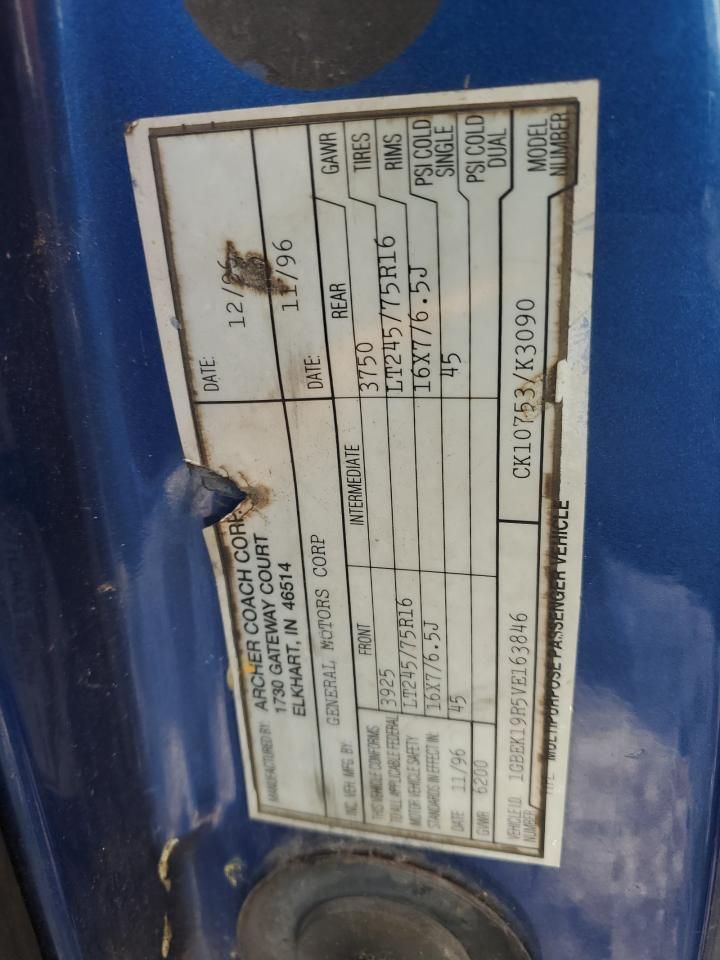 MANUFACTURED BY: ARCHER COACH CORP DATE:
1730 GATEWAY COURT 12/96
ELKHART, IN 46514
INC. VEH. MFG. BY: GENERAL MOTORS CORP DATE: 11/96
THIS VEHICLE CONFORMS FRONT INTERMEDIATE REAR GAWR
TO ALL APPLICABLE FEDERAL 3925 3750 TIRES
MOTOR VEHICLE SAFETY LT245/75R16 LT245/75R16 RIMS
STANDARDS IN EFFECT IN: 16X7/6.5J 16X7/6.5J PSI COLD SINGLE
DATE 11/96 45 45
GVWR 6200 PSI COLD DUAL
VEHICLE I.D. NUMBER 1GBEK19R5VE163846 CK10753/K3090 MODEL NUMBER
MULTIPURPOSE PASSENGER VEHICLE